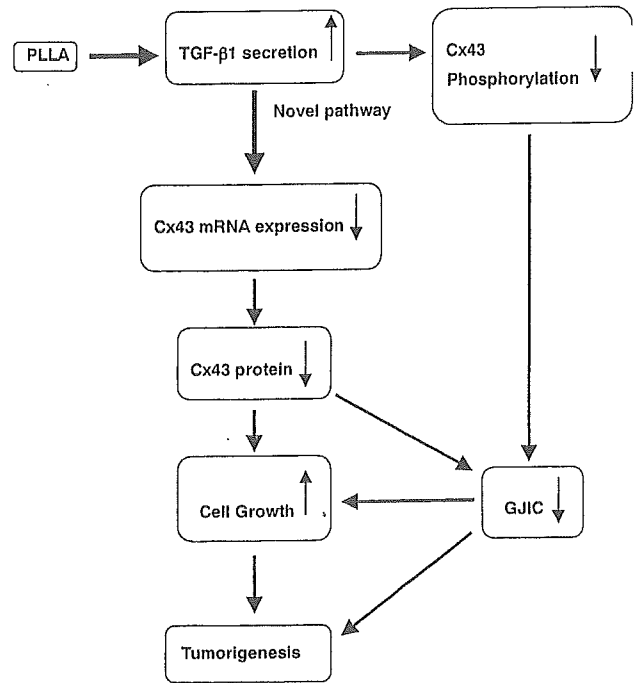 PLLA
TGF-β1 secretion
Cx43
Phosphorylation
Novel pathway
Cx43 mRNA expression
Cx43 protein
Cell Growth
GJIC
Tumorigenesis